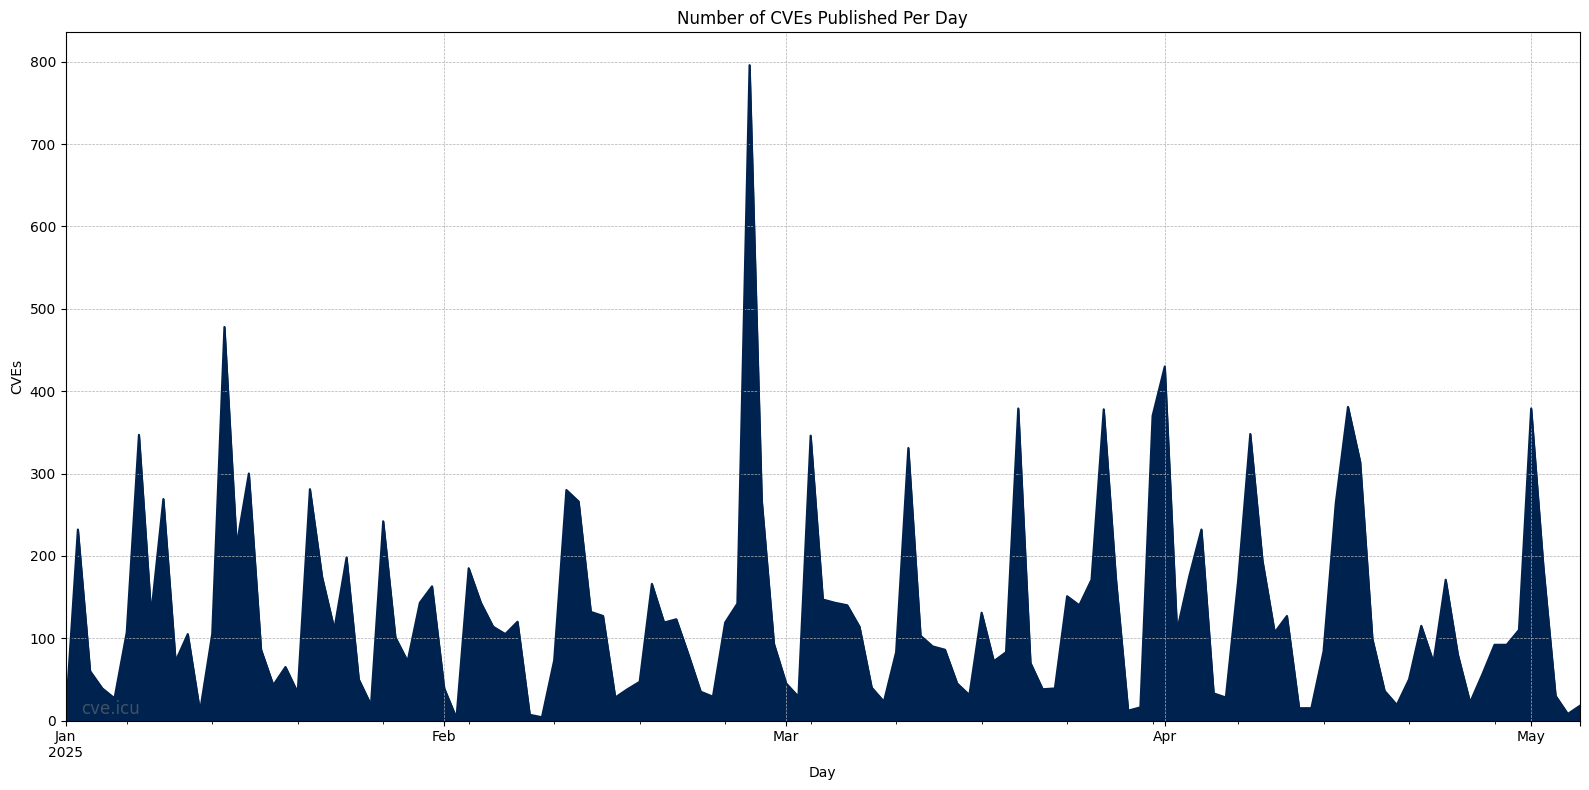 Number of CVEs Published Per Day
CVEs
800
700
600
500
400
300
200
100
0
cve.icu
Jan
2025
Feb
Mar
Apr
May
Day